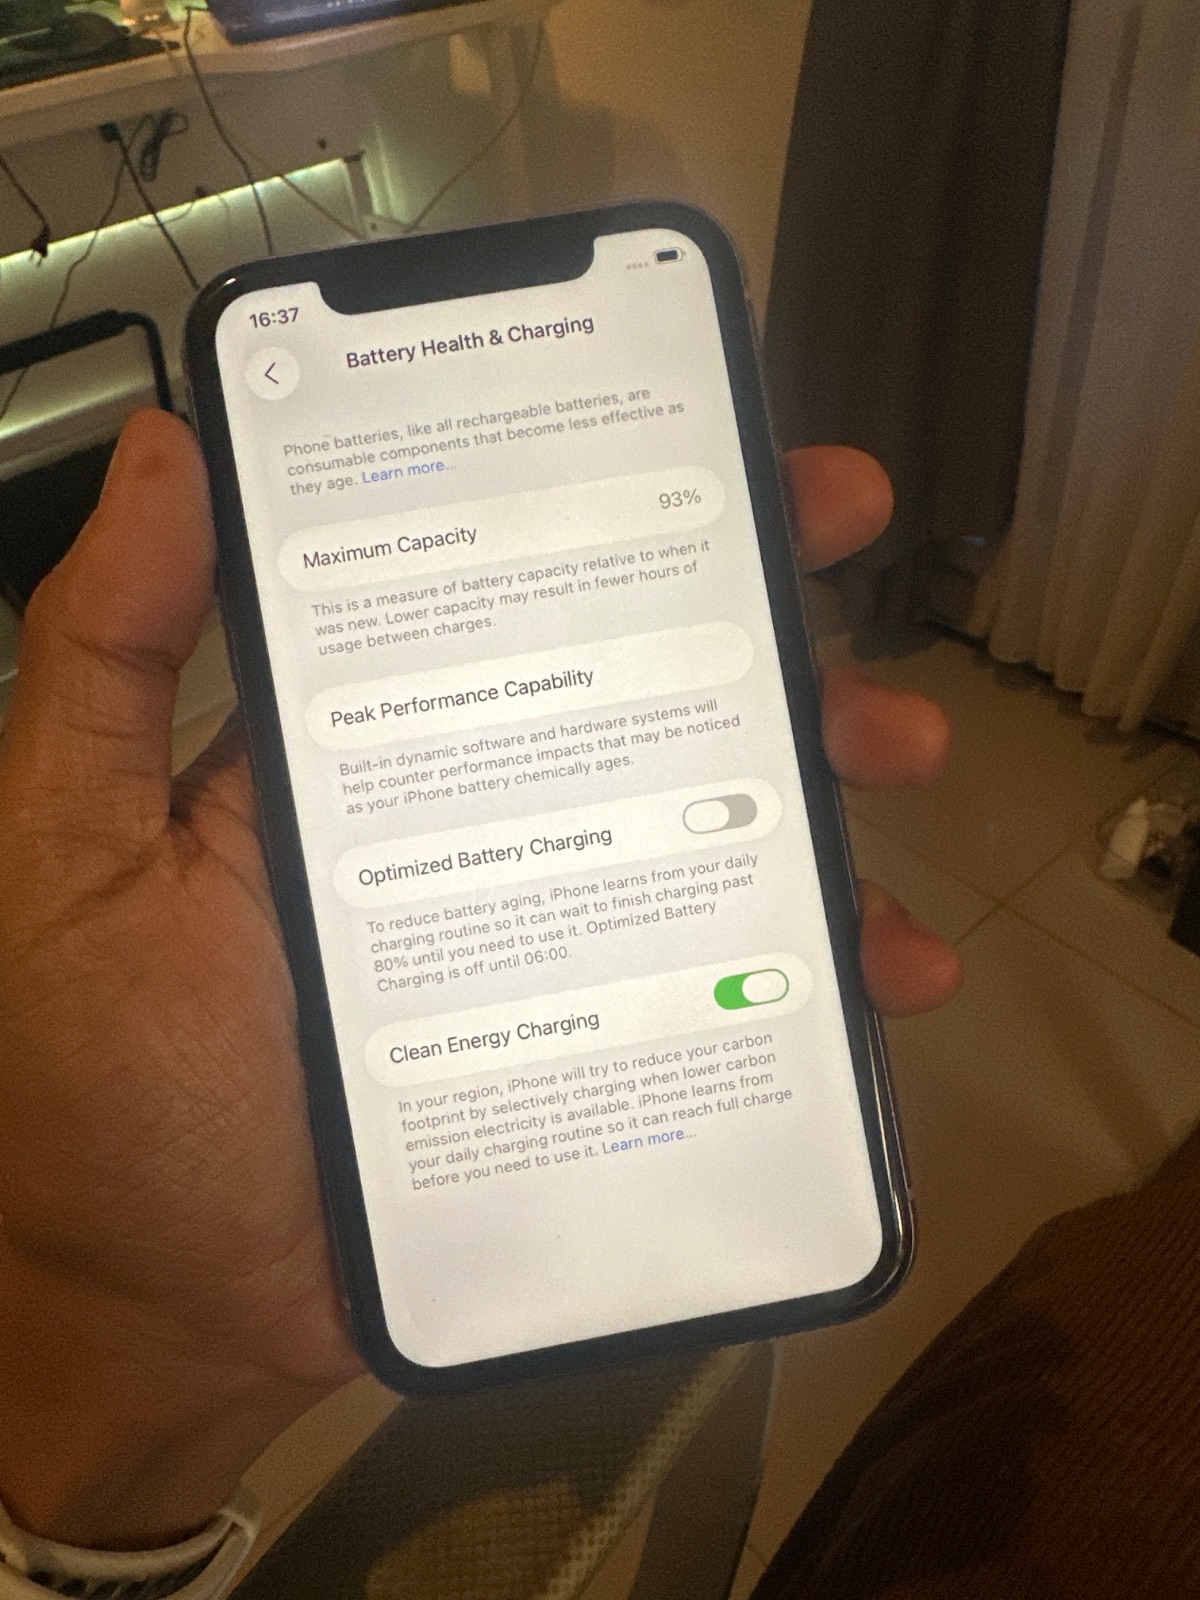 16:37
Battery Health & Charging
Phone batteries, like all rechargeable batteries, are
consumable components that become less effective as
they age. Learn more...
Maximum Capacity 93%
This is a measure of battery capacity relative to when it
was new. Lower capacity may result in fewer hours of
usage between charges.
Peak Performance Capability
Built-in dynamic software and hardware systems will
help counter performance impacts that may be noticed
as your iPhone battery chemically ages.
Optimized Battery Charging
To reduce battery aging, iPhone learns from your daily
charging routine so it can wait to finish charging past
80% until you need to use it. Optimized Battery
Charging is off until 06:00.
Clean Energy Charging
In your region, iPhone will try to reduce your carbon
footprint by selectively charging when lower carbon
emission electricity is available. iPhone learns from
your daily charging routine so it can reach full charge
before you need to use it. Learn more...